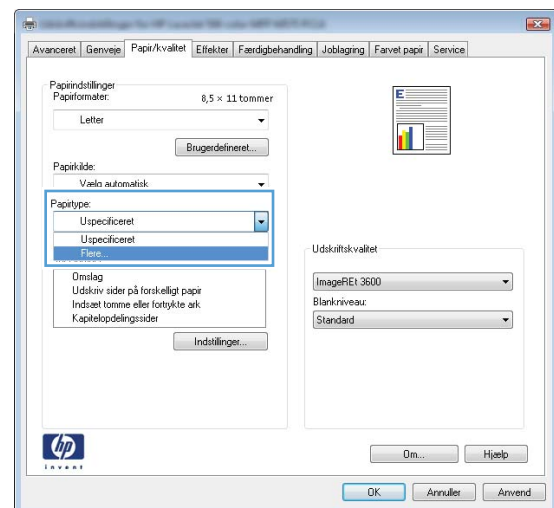 Avanceret Genveje Papir/kvalitet Effekter Færdigbehandling Joblagring Farvet papir Service
Papirindstillinger
Papirformater: 8,5 × 11 tommer
Letter
Brugerdefineret...
Papirkilde:
Vælg automatisk
Papirtype:
Uspecificeret
Uspecificeret
Flere...
Omslag
Udskriv sider på forskelligt papir
Indsæt tomme eller fortrykte ark
Kapitelopdelingssider
Indstillinger...
E
Udskriftskvalitet
ImageREt 3600
Blankniveau:
Standard
hp
invent
Om... Hjælp
OK Annuller Anvend